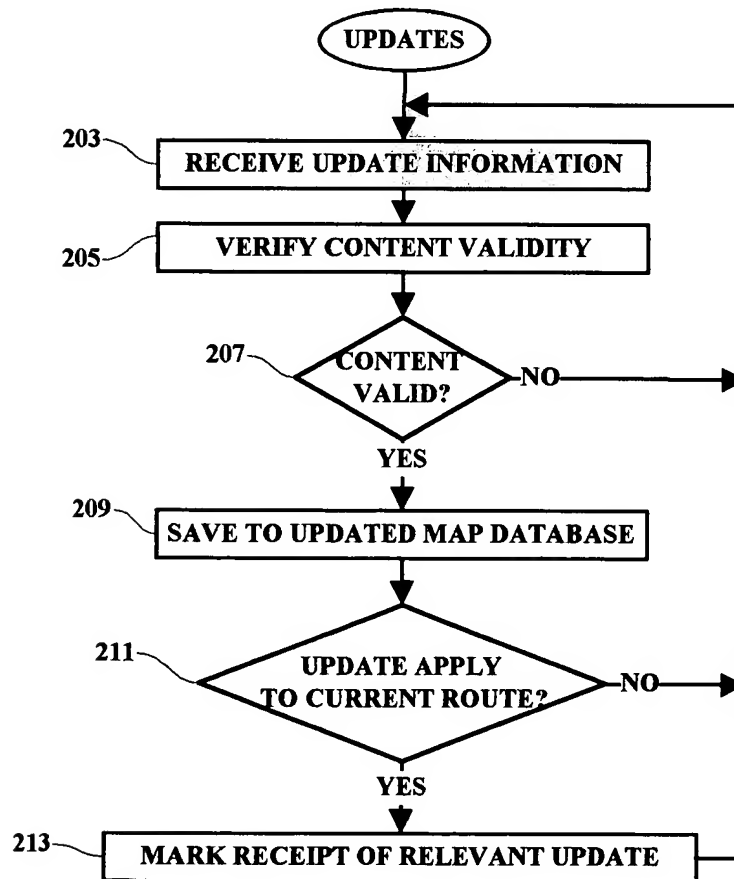 UPDATES
203
RECEIVE UPDATE INFORMATION
205
VERIFY CONTENT VALIDITY
207
CONTENT
VALID?
NO
YES
209
SAVE TO UPDATED MAP DATABASE
211
UPDATE APPLY
TO CURRENT ROUTE?
NO
YES
213
MARK RECEIPT OF RELEVANT UPDATE